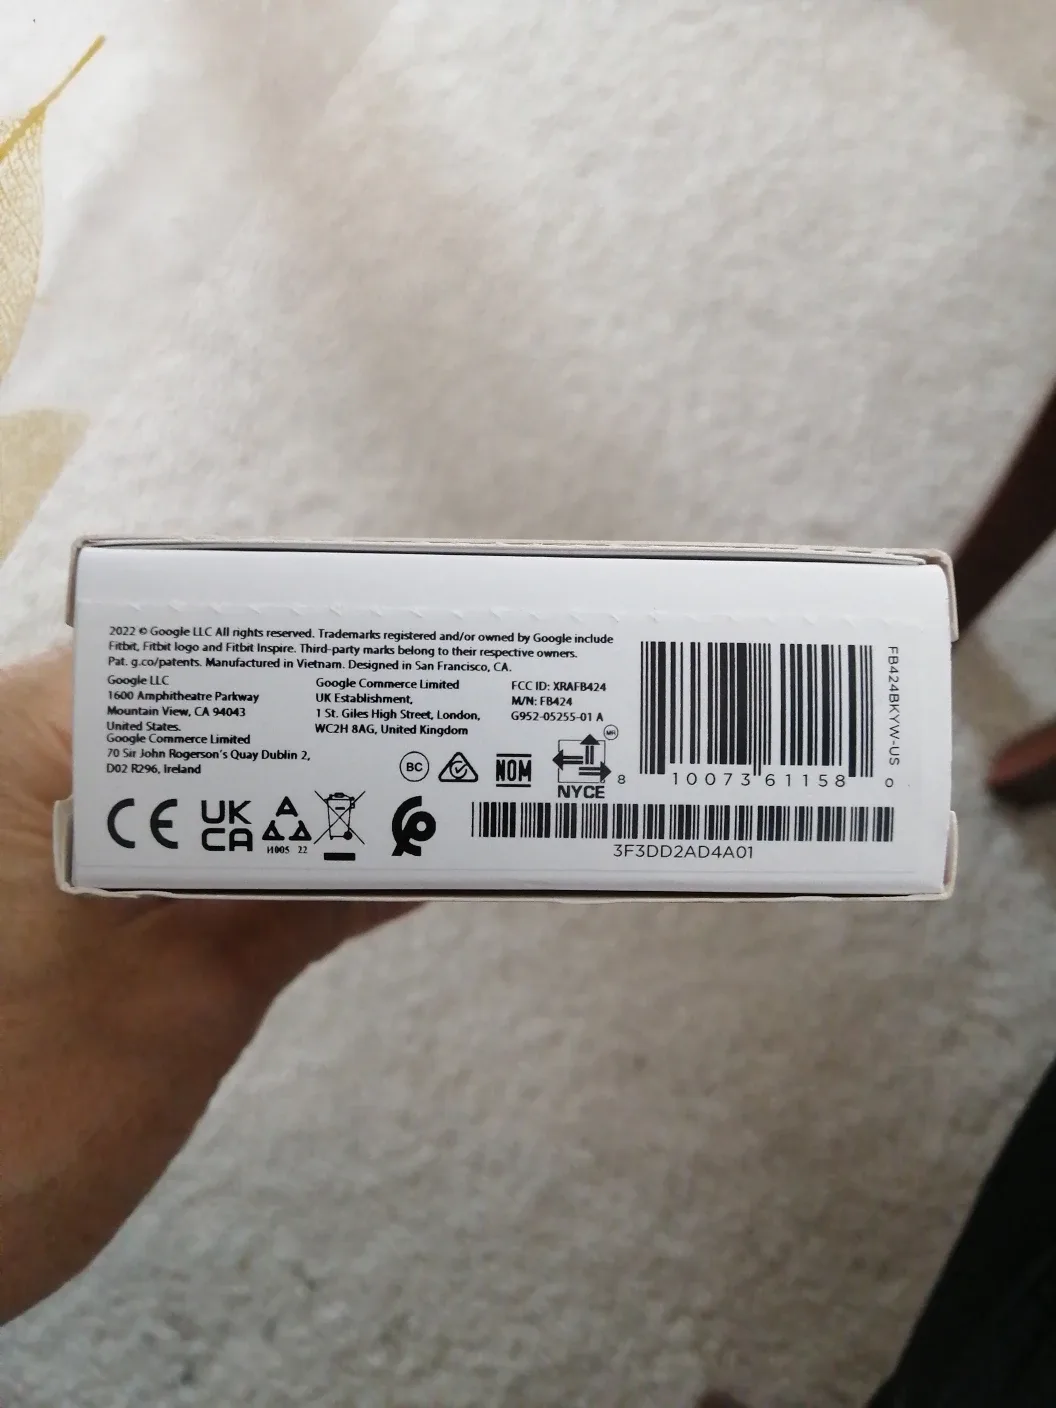 2022 © Google LLC All rights reserved. Trademarks registered and/or owned by Google include
Fitbit, Fitbit logo and Fitbit Inspire. Third-party marks belong to their respective owners.
Pat. g.co/patents. Manufactured in Vietnam. Designed in San Francisco, CA.
Google LLC
1600 Amphitheatre Parkway
Mountain View, CA 94043
United States.
Google Commerce Limited
70 Sir John Rogerson's Quay Dublin 2,
D02 R296, Ireland
Google Commerce Limited
UK Establishment,
1 St. Giles High Street, London,
WC2H 8AG, United Kingdom
FCC ID: XRAFB424
M/N: FB424
G952-05255-01 A
BC
NOM
MR
NYCE
8 10073 61158 0
FB424BKYW-US
CE
UK
CA
22
3F3DD2AD4A01